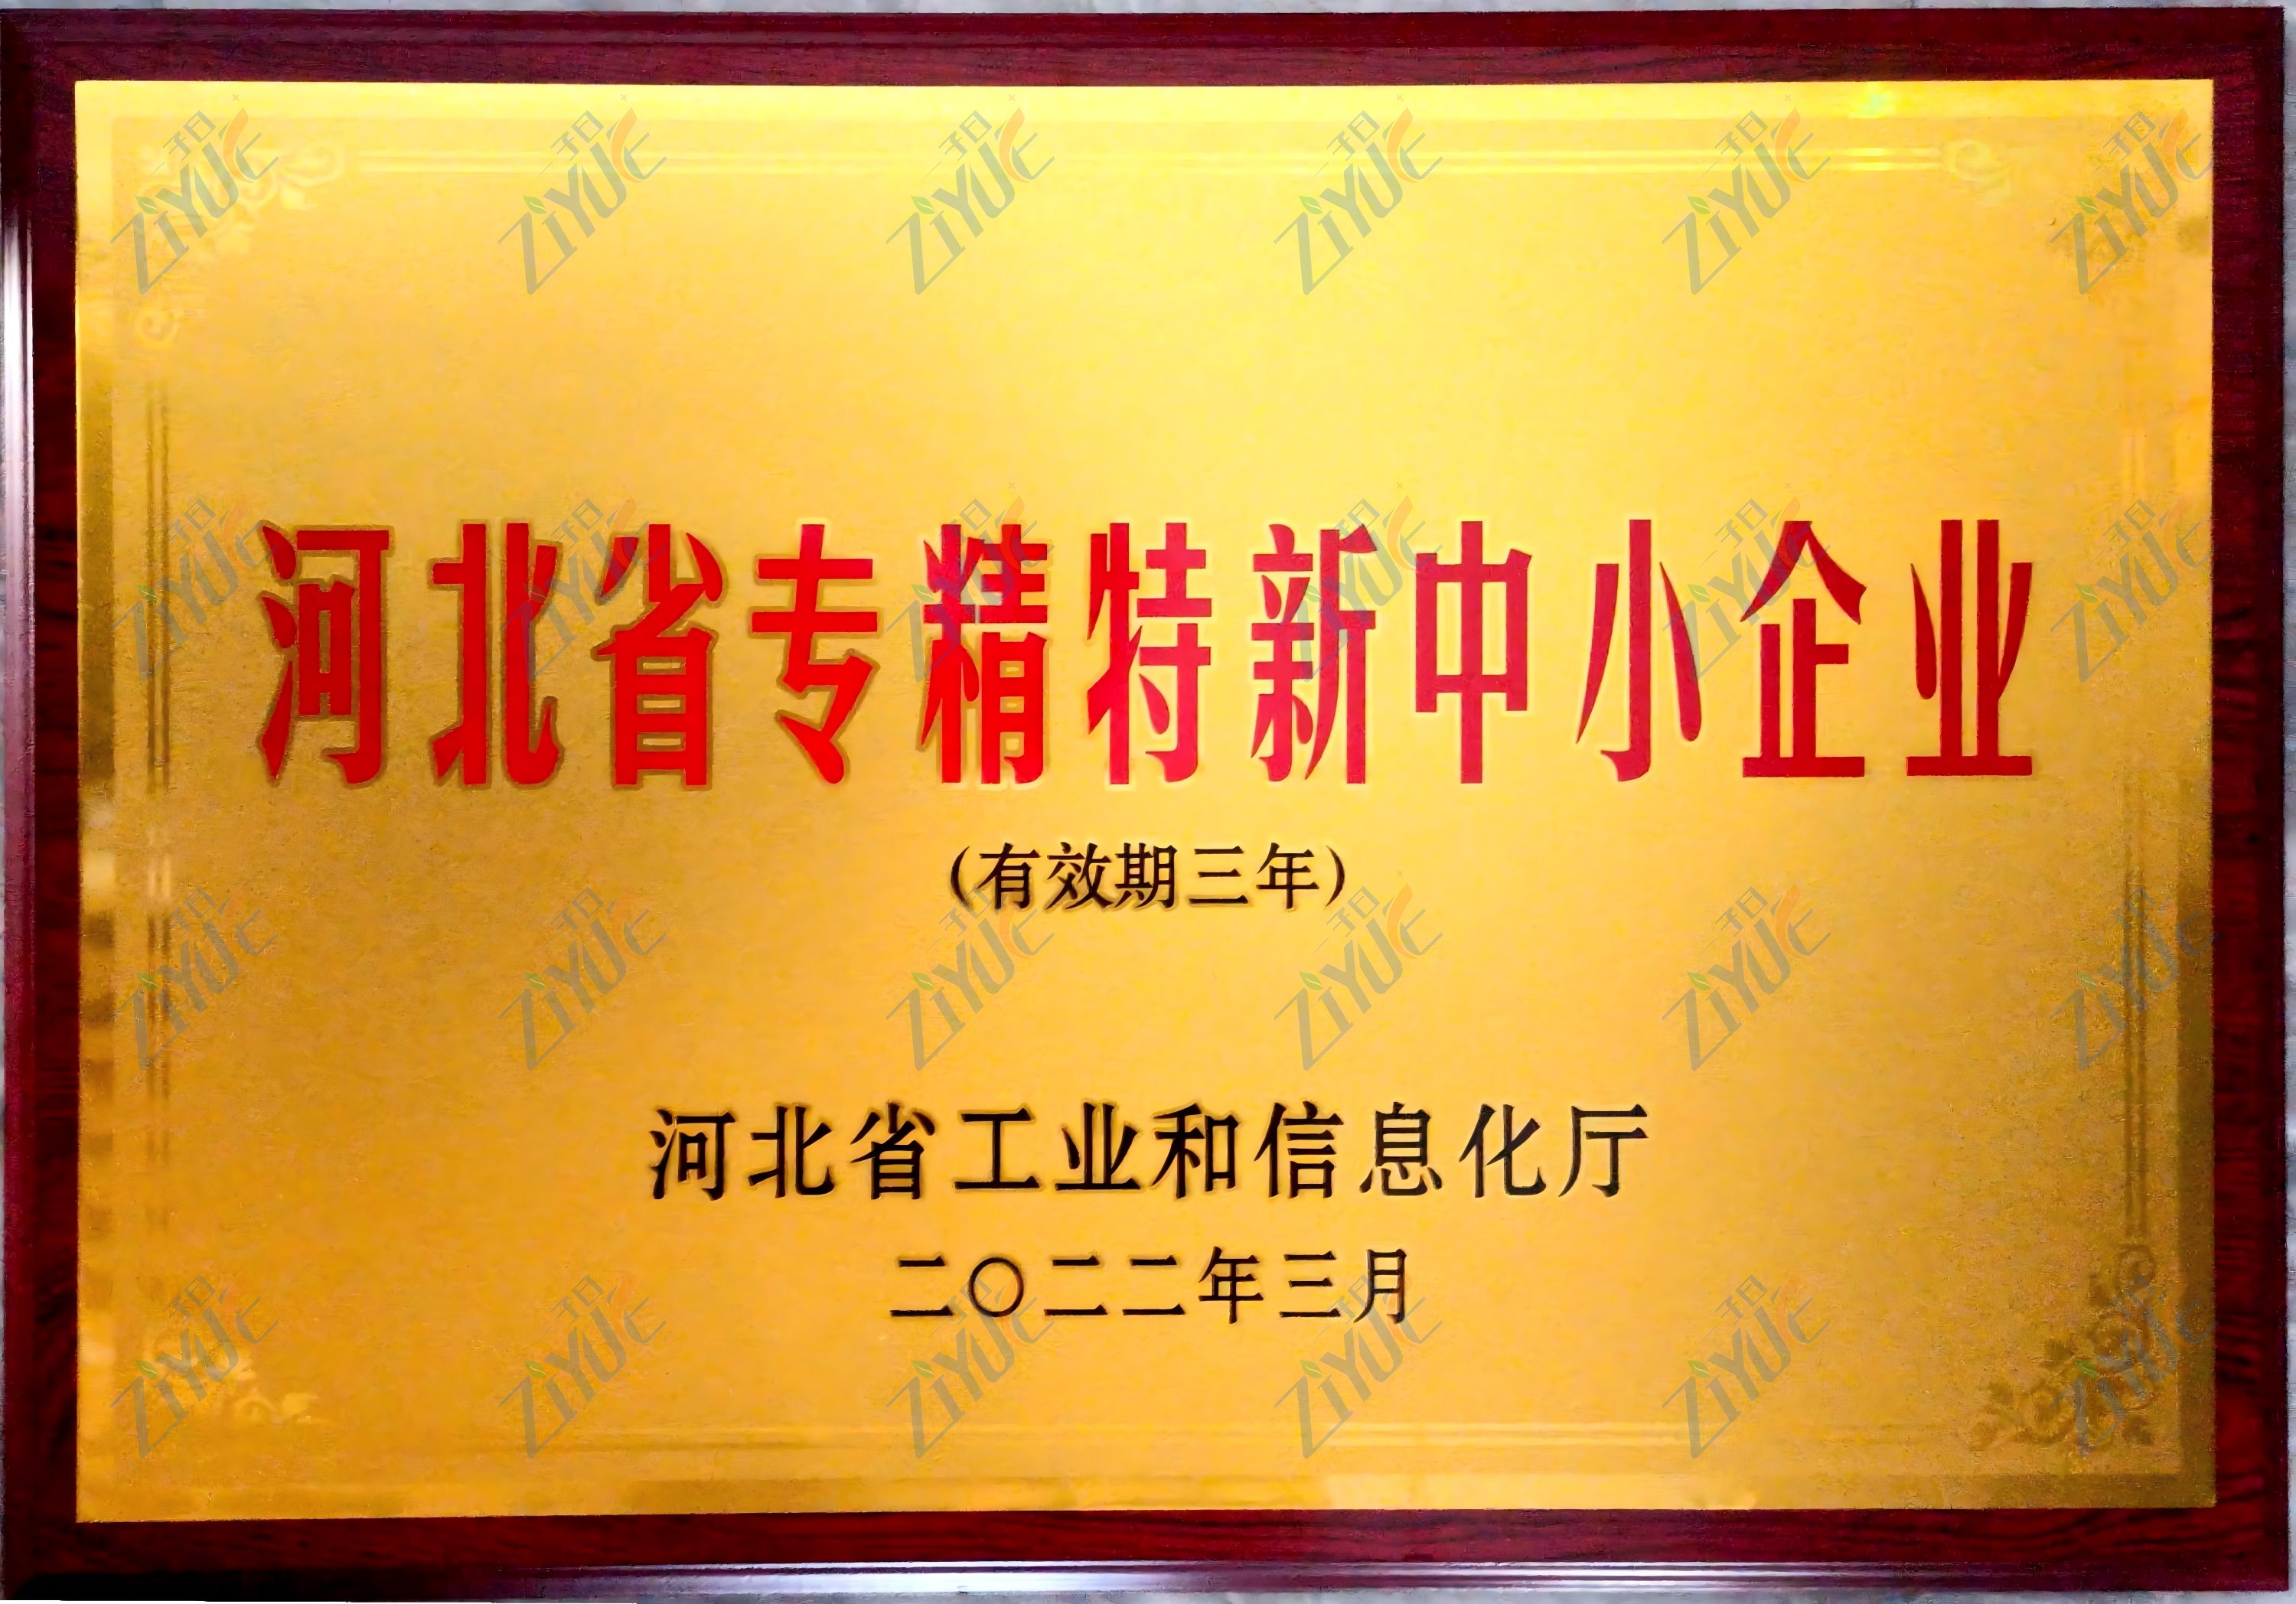 河北省专精特新中小企业
(有效期三年)
河北省工业和信息化厅
二〇二二年三月
ZiYUE